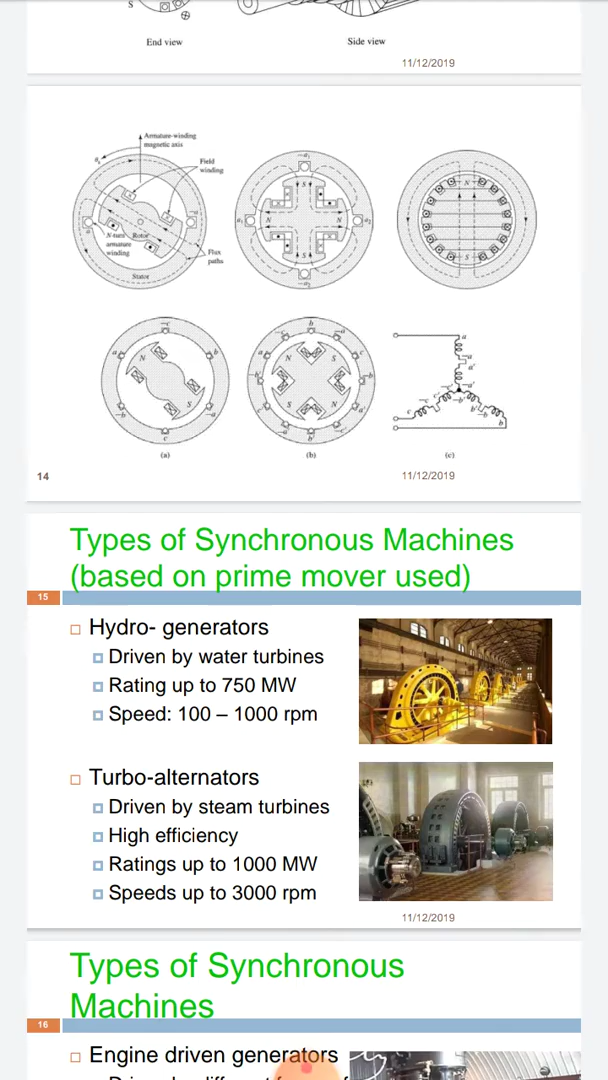 S
End view
Side view
11/12/2019
Armature-winding
magnetic axis
Field
winding
N-turn
armature
winding
Rotor
Flux
paths
Stator
N
S
(a)
(b)
(c)
14
11/12/2019
Types of Synchronous Machines
(based on prime mover used)
15
Hydro- generators
Driven by water turbines
Rating up to 750 MW
Speed: 100 – 1000 rpm
Turbo-alternators
Driven by steam turbines
High efficiency
Ratings up to 1000 MW
Speeds up to 3000 rpm
11/12/2019
Types of Synchronous
Machines
16
Engine driven generators